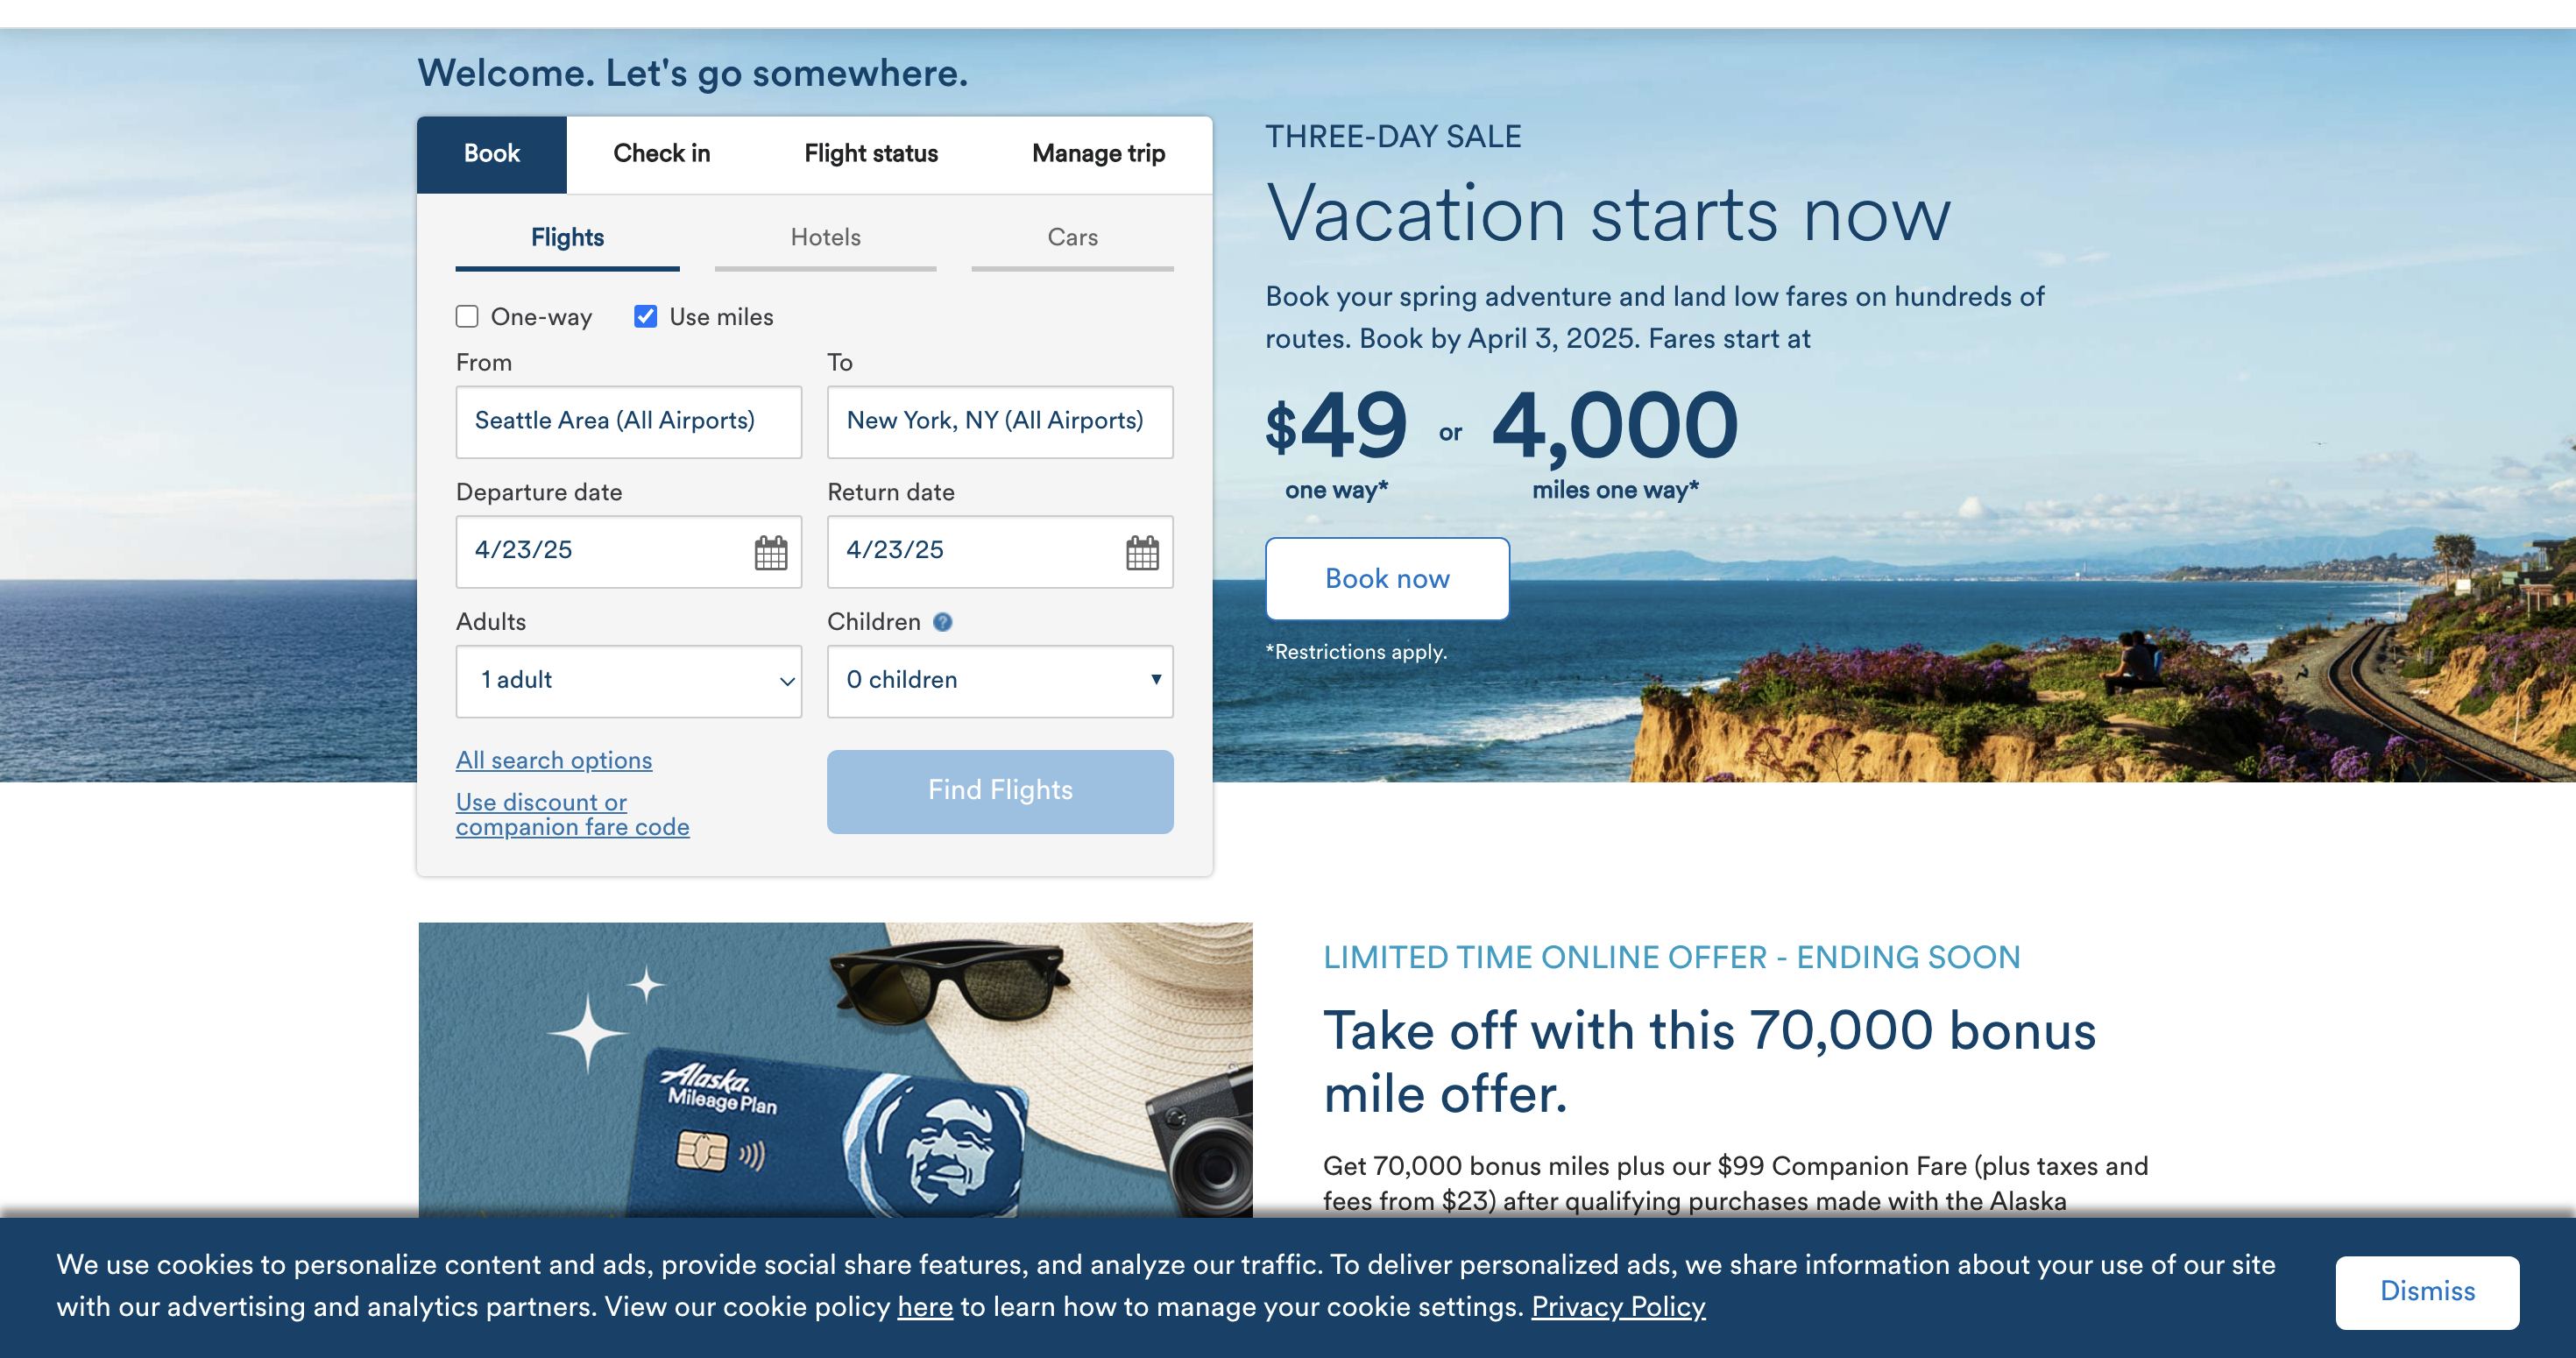 Welcome. Let's go somewhere.
Book
Check in
Flight status
Manage trip
Flights
Hotels
Cars
One-way
Use miles
From
To
Seattle Area (All Airports)
New York, NY (All Airports)
Departure date
Return date
4/23/25
4/23/25
Adults
Children ?
1 adult
0 children
All search options
Use discount or
companion fare code
Find Flights
THREE-DAY SALE
Vacation starts now
Book your spring adventure and land low fares on hundreds of
routes. Book by April 3, 2025. Fares start at
$49 or 4,000
one way*
miles one way*
Book now
*Restrictions apply.
Alaska.
Mileage Plan
LIMITED TIME ONLINE OFFER - ENDING SOON
Take off with this 70,000 bonus
mile offer.
Get 70,000 bonus miles plus our $99 Companion Fare (plus taxes and
fees from $23) after qualifying purchases made with the Alaska
We use cookies to personalize content and ads, provide social share features, and analyze our traffic. To deliver personalized ads, we share information about your use of our site
with our advertising and analytics partners. View our cookie policy here to learn how to manage your cookie settings. Privacy Policy
Dismiss